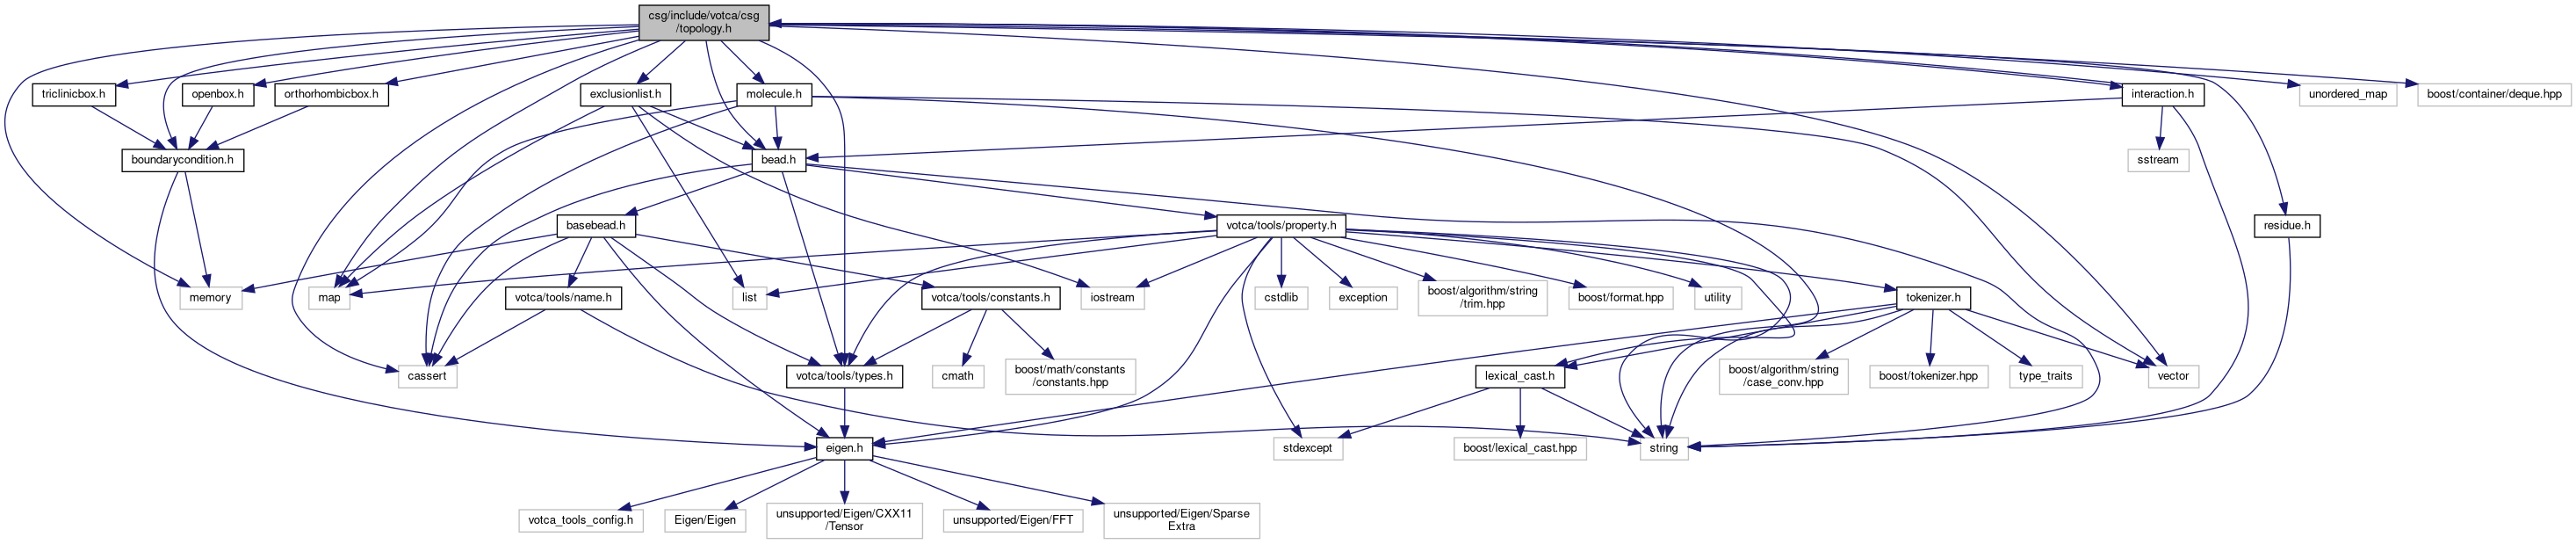 csg/include/votca/csg
/topology.h
triclinicbox.h
openbox.h
orthorhombicbox.h
exclusionlist.h
molecule.h
interaction.h
unordered_map
boost/container/deque.hpp
boundarycondition.h
bead.h
sstream
basebead.h
votca/tools/property.h
residue.h
memory
map
votca/tools/name.h
list
votca/tools/constants.h
iostream
cstdlib
exception
boost/algorithm/string
/trim.hpp
boost/format.hpp
utility
tokenizer.h
cassert
votca/tools/types.h
cmath
boost/math/constants
/constants.hpp
lexical_cast.h
boost/algorithm/string
/case_conv.hpp
boost/tokenizer.hpp
type_traits
vector
eigen.h
stdexcept
boost/lexical_cast.hpp
string
votca_tools_config.h
Eigen/Eigen
unsupported/Eigen/CXX11
/Tensor
unsupported/Eigen/FFT
unsupported/Eigen/Sparse
Extra